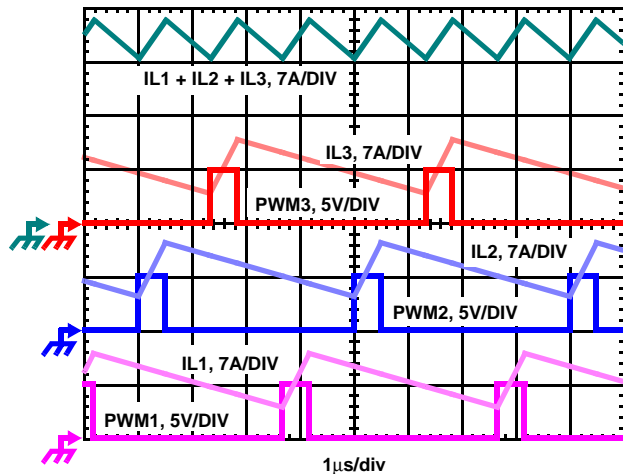 IL1 + IL2 + IL3, 7A/DIV
IL3, 7A/DIV
PWM3, 5V/DIV
IL2, 7A/DIV
PWM2, 5V/DIV
IL1, 7A/DIV
PWM1, 5V/DIV
1μs/div